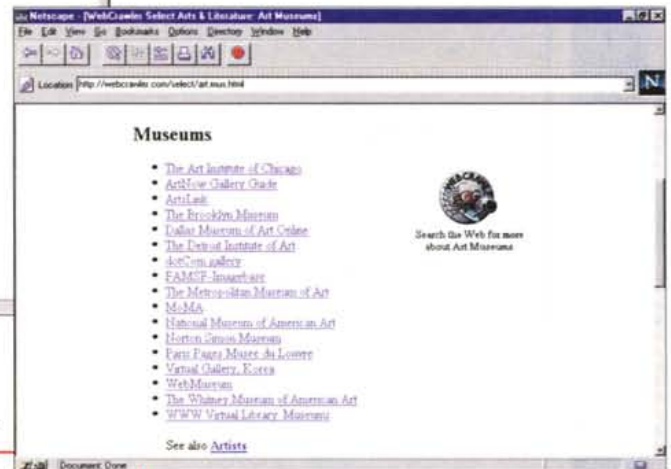 Netscape - [WebCrawler Select Arts & Literature: Art Museums]
File Edit View Go Bookmarks Options Directory Window Help
Location: http://webcrawler.com/select/art.mus.html
N
Museums
• The Art Institute of Chicago
• ArtNow Gallery Guide
• ArtsLink
• The Brooklyn Museum
• Dallas Museum of Art Online
• The Detroit Institute of Art
• dotCom gallery
• FAMSF-Imagebase
• The Metropolitan Museum of Art
• MoMA
• National Museum of American Art
• Norton Simon Museum
• Paris Pages Musee du Louvre
• Virtual Gallery, Korea
• WebMuseum
• The Whitney Museum of American Art
• WWW Virtual Library: Museums
See also Artists
WEBCRAWLER
Search the Web for more
about Art Museums
Document: Done